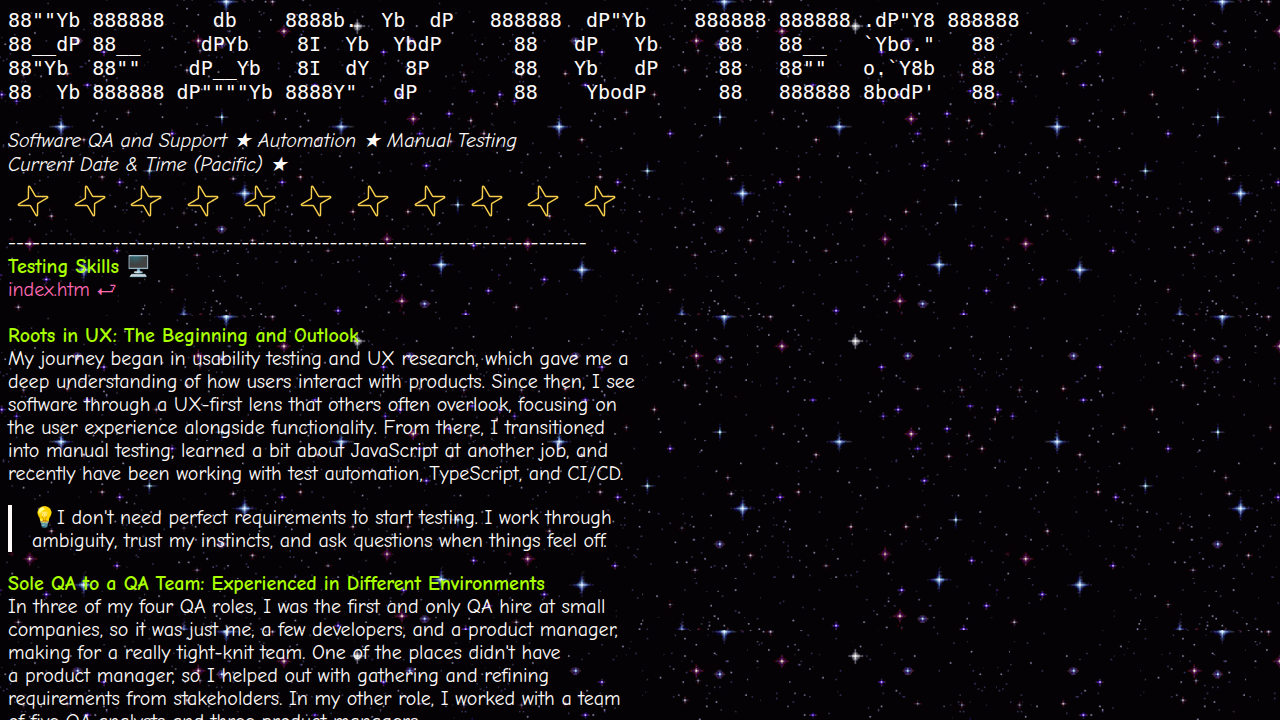 88""Yb 888888    db    8888b.  Yb  dP   888888  dP"Yb    888888 888888 .dP"Y8 888888
88__dP 88__     dPYb    8I  Yb  YbdP      88   dP   Yb     88   88__   `Ybo."   88
88"Yb  88""    dP__Yb   8I  dY   8P       88   Yb   dP     88   88""   o.`Y8b   88
88  Yb 888888 dP""""Yb 8888Y"   dP        88    YbodP      88   888888 8bodP'   88
Software QA and Support ★ Automation ★ Manual Testing
Current Date & Time (Pacific) ★
------------------------------------------------------------------------
Testing Skills 🖥️
index.htm ⮐
Roots in UX: The Beginning and Outlook
My journey began in usability testing and UX research, which gave me a
deep understanding of how users interact with products. Since then, I see
software through a UX-first lens that others often overlook, focusing on
the user experience alongside functionality. From there, I transitioned
into manual testing, learned a bit about JavaScript at another job, and
recently have been working with test automation, TypeScript, and CI/CD.
💡I don't need perfect requirements to start testing. I work through
ambiguity, trust my instincts, and ask questions when things feel off.
Sole QA to a QA Team: Experienced in Different Environments
In three of my four QA roles, I was the first and only QA hire at small
companies, so it was just me, a few developers, and a product manager,
making for a really tight-knit team. One of the places didn't have
a product manager, so I helped out with gathering and refining
requirements from stakeholders. In my other role, I worked with a team
of five QA analysts and three product managers.